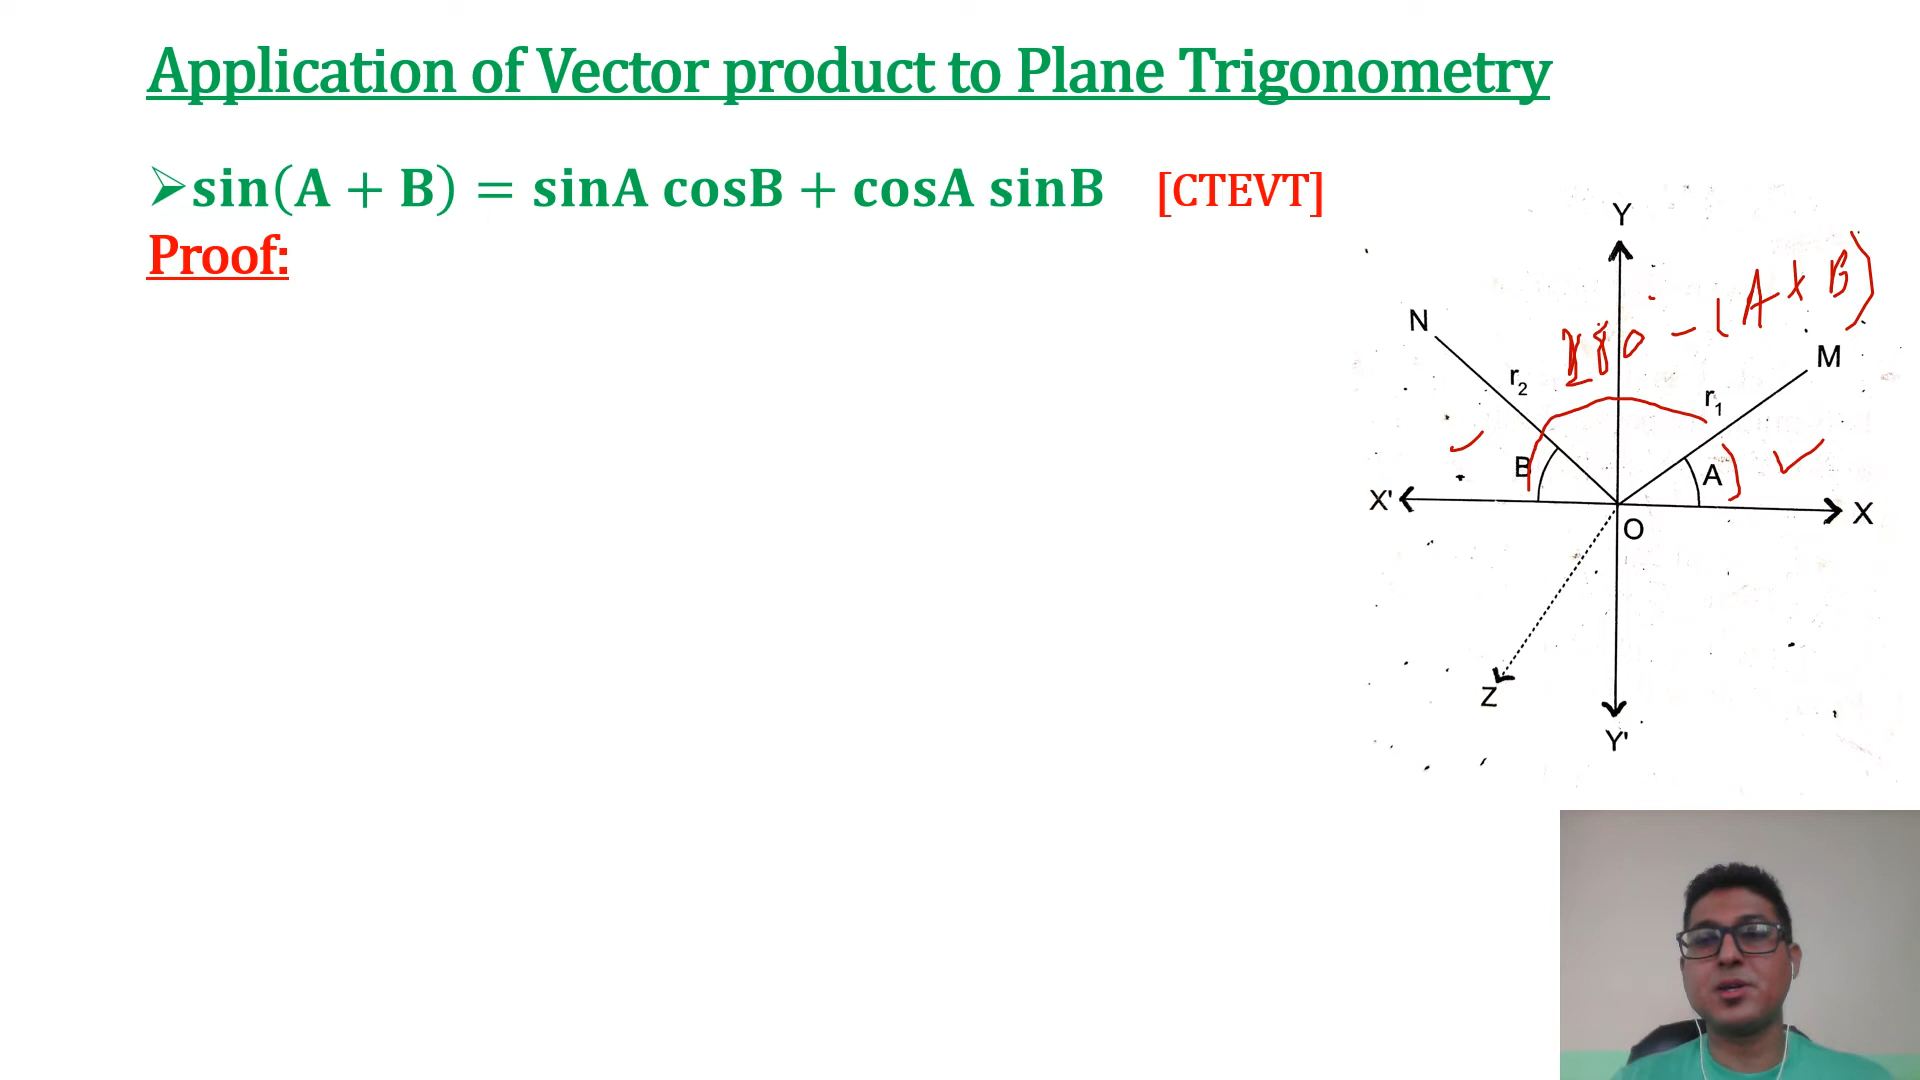 Application of Vector product to Plane Trigonometry
➢sin(A + B) = sinA cosB + cosA sinB [CTEVT]
Proof:
Y
180 - (A + B)
N
M
r₂
r₁
B
A
X'
X
O
Z
Y'